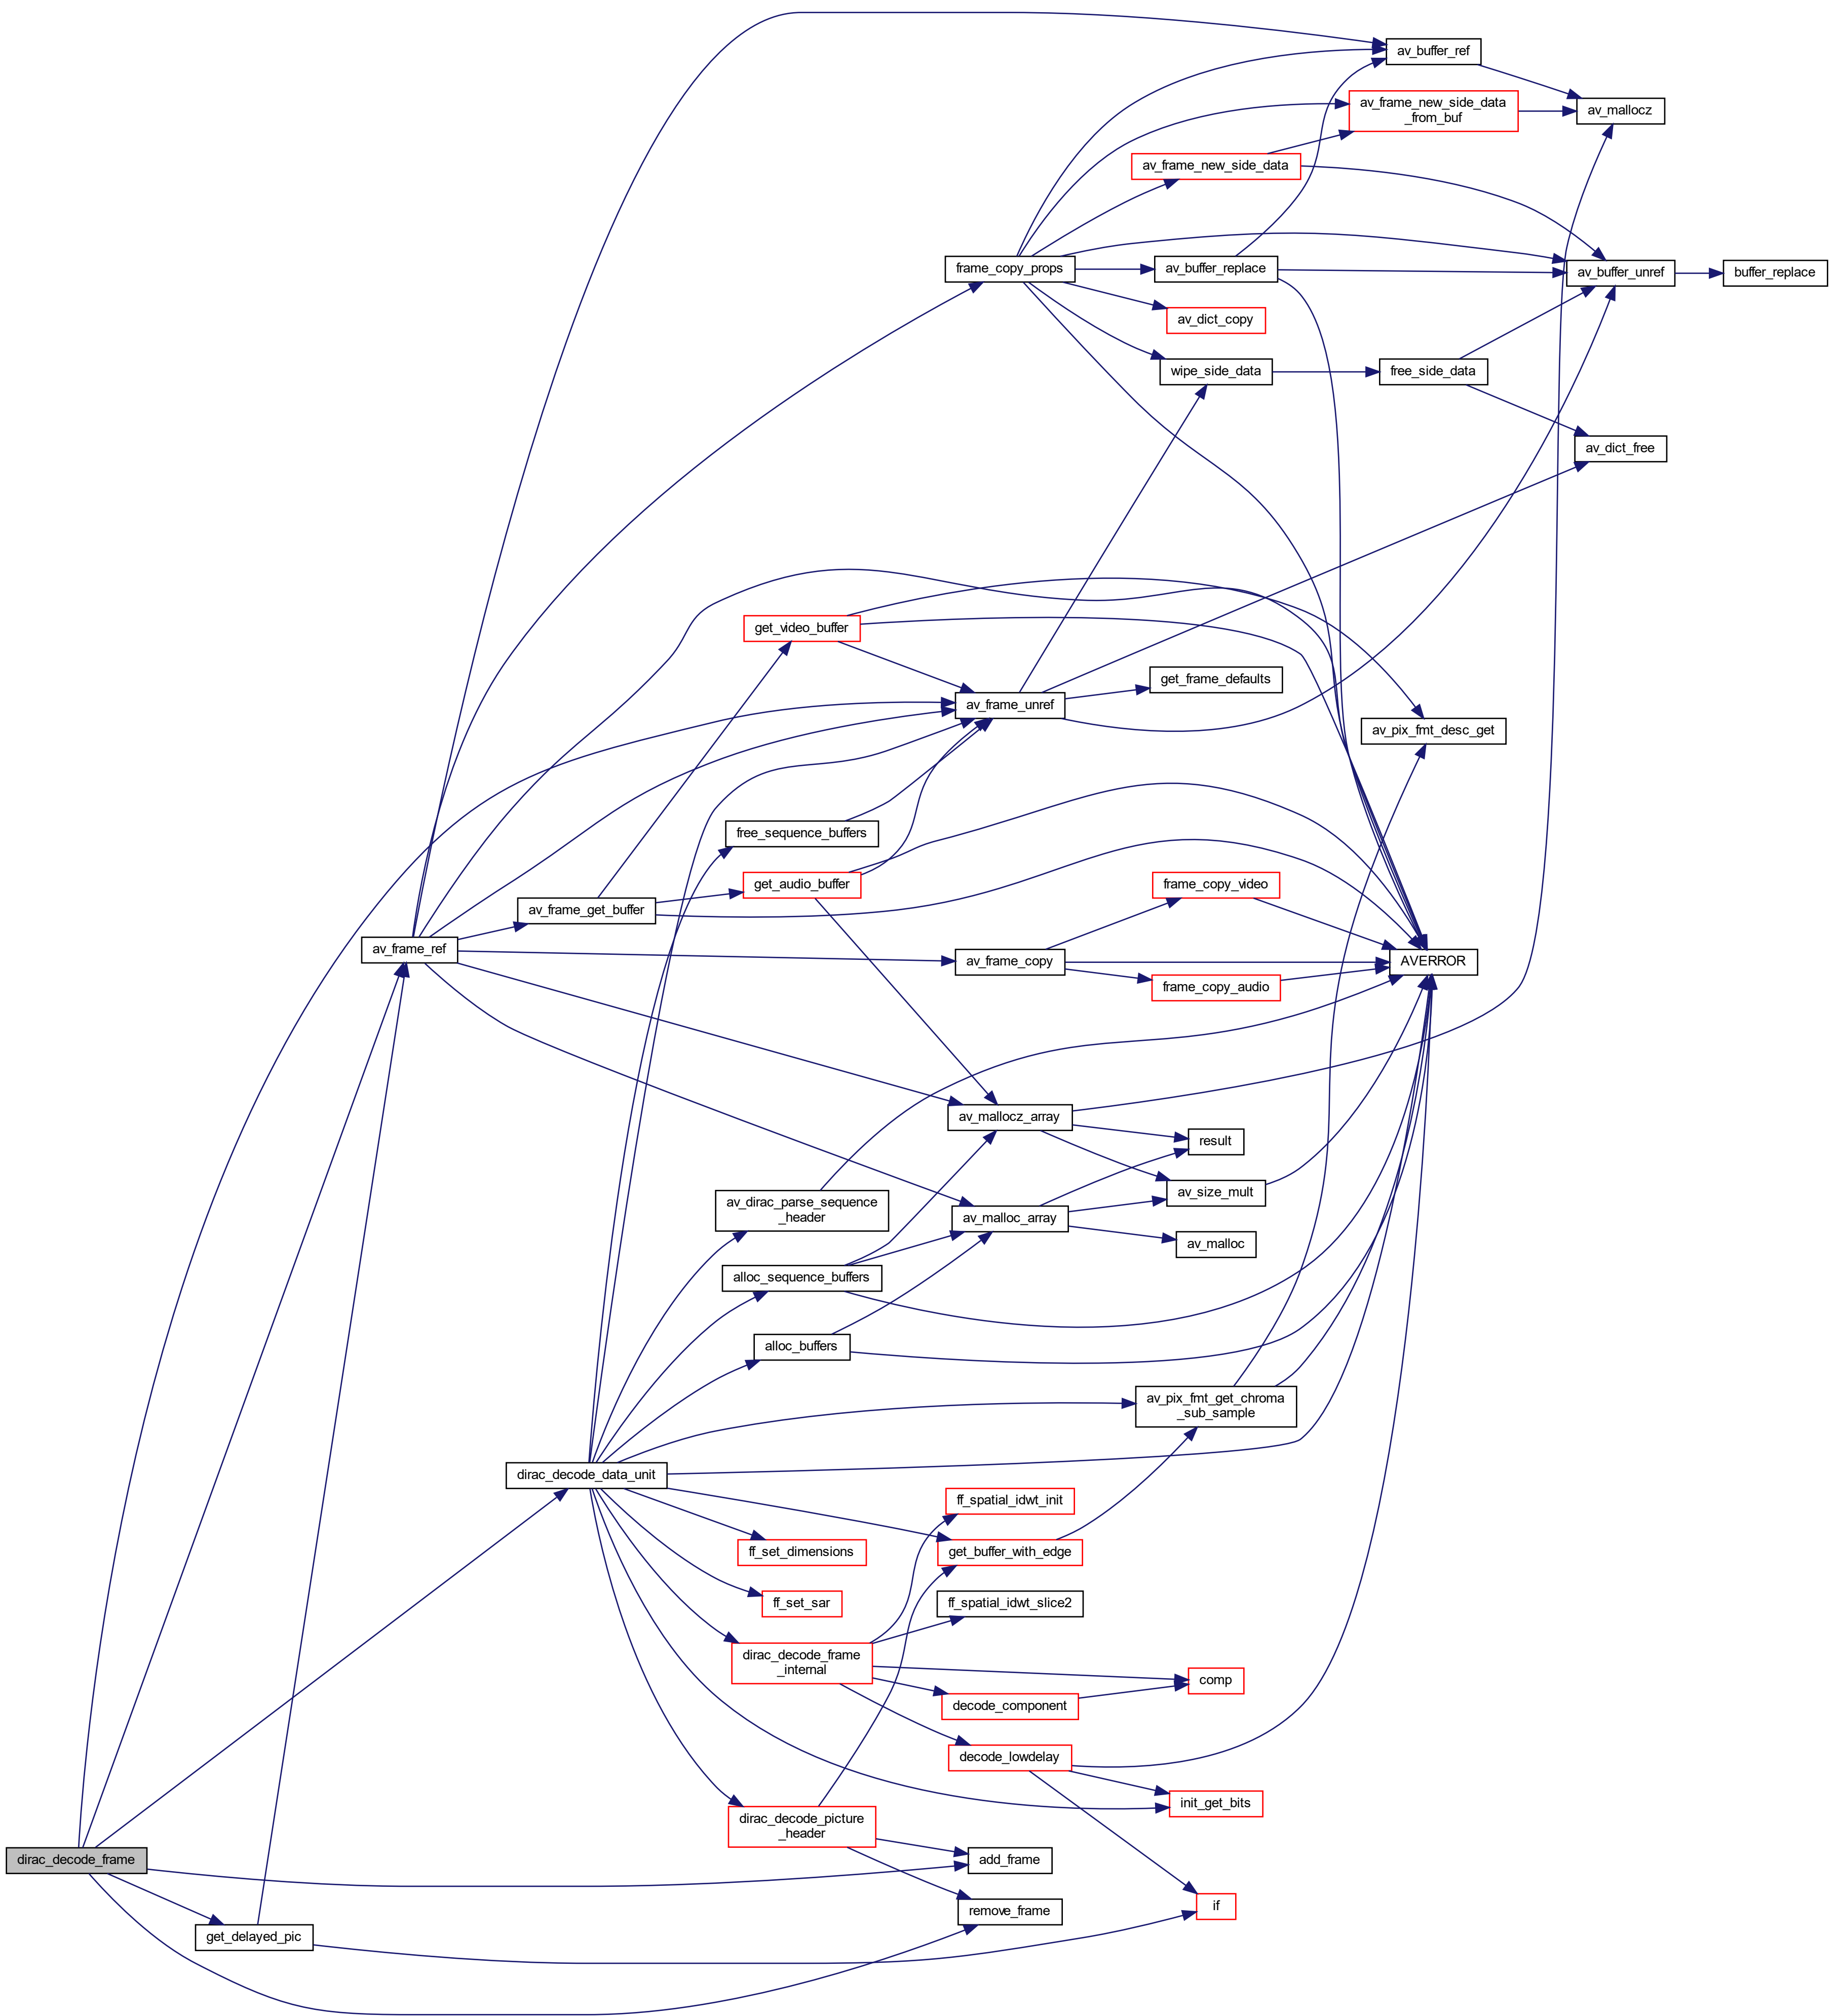 av_buffer_ref
av_mallocz
av_frame_new_side_data
_from_buf
av_frame_new_side_data
frame_copy_props
av_buffer_replace
av_buffer_unref
buffer_replace
av_dict_copy
wipe_side_data
free_side_data
av_dict_free
get_video_buffer
get_frame_defaults
av_frame_unref
av_pix_fmt_desc_get
free_sequence_buffers
get_audio_buffer
frame_copy_video
av_frame_get_buffer
av_frame_ref
av_frame_copy
AVERROR
frame_copy_audio
av_mallocz_array
result
av_size_mult
av_dirac_parse_sequence
_header
av_malloc_array
av_malloc
alloc_sequence_buffers
alloc_buffers
av_pix_fmt_get_chroma
_sub_sample
dirac_decode_data_unit
ff_spatial_idwt_init
ff_set_dimensions
get_buffer_with_edge
ff_set_sar
ff_spatial_idwt_slice2
dirac_decode_frame
_internal
comp
decode_component
decode_lowdelay
init_get_bits
dirac_decode_picture
_header
dirac_decode_frame
add_frame
if
remove_frame
get_delayed_pic